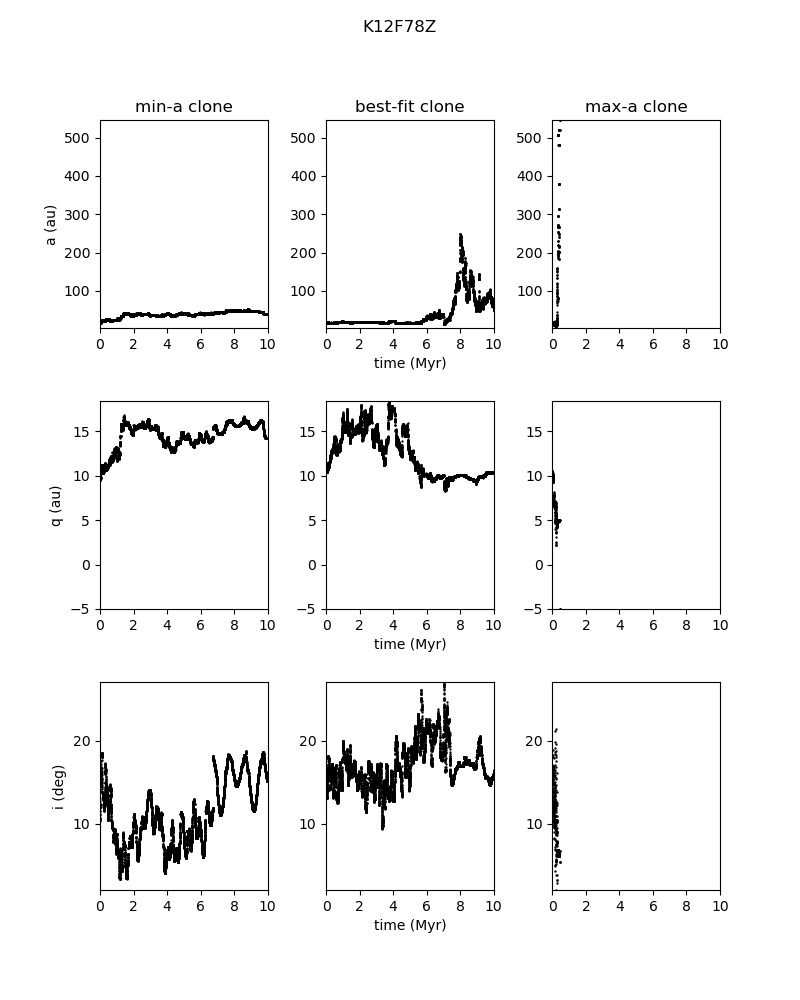 K12F78Z
min-a clone best-fit clone max-a clone
500 500 500
400 400 400
300 300 300
200 200 200
100 100 100
a (au)
0 2 4 6 8 10 0 2 4 6 8 10 0 2 4 6 8 10
time (Myr)
15 15 15
10 10 10
5 5 5
0 0 0
−5 −5 −5
q (au)
0 2 4 6 8 10 0 2 4 6 8 10 0 2 4 6 8 10
time (Myr)
20 20 20
10 10 10
i (deg)
0 2 4 6 8 10 0 2 4 6 8 10 0 2 4 6 8 10
time (Myr)